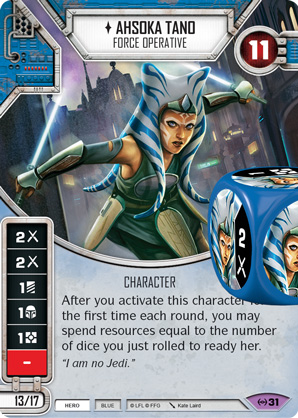 AHSOKA TANO
FORCE OPERATIVE
11
2
2
1
1
1
–
2
CHARACTER
After you activate this character
the first time each round, you may
spend resources equal to the number
of dice you just rolled to ready her.
“I am no Jedi.”
13/17
HERO
BLUE
© LFL © FFG
Kate Laird
31